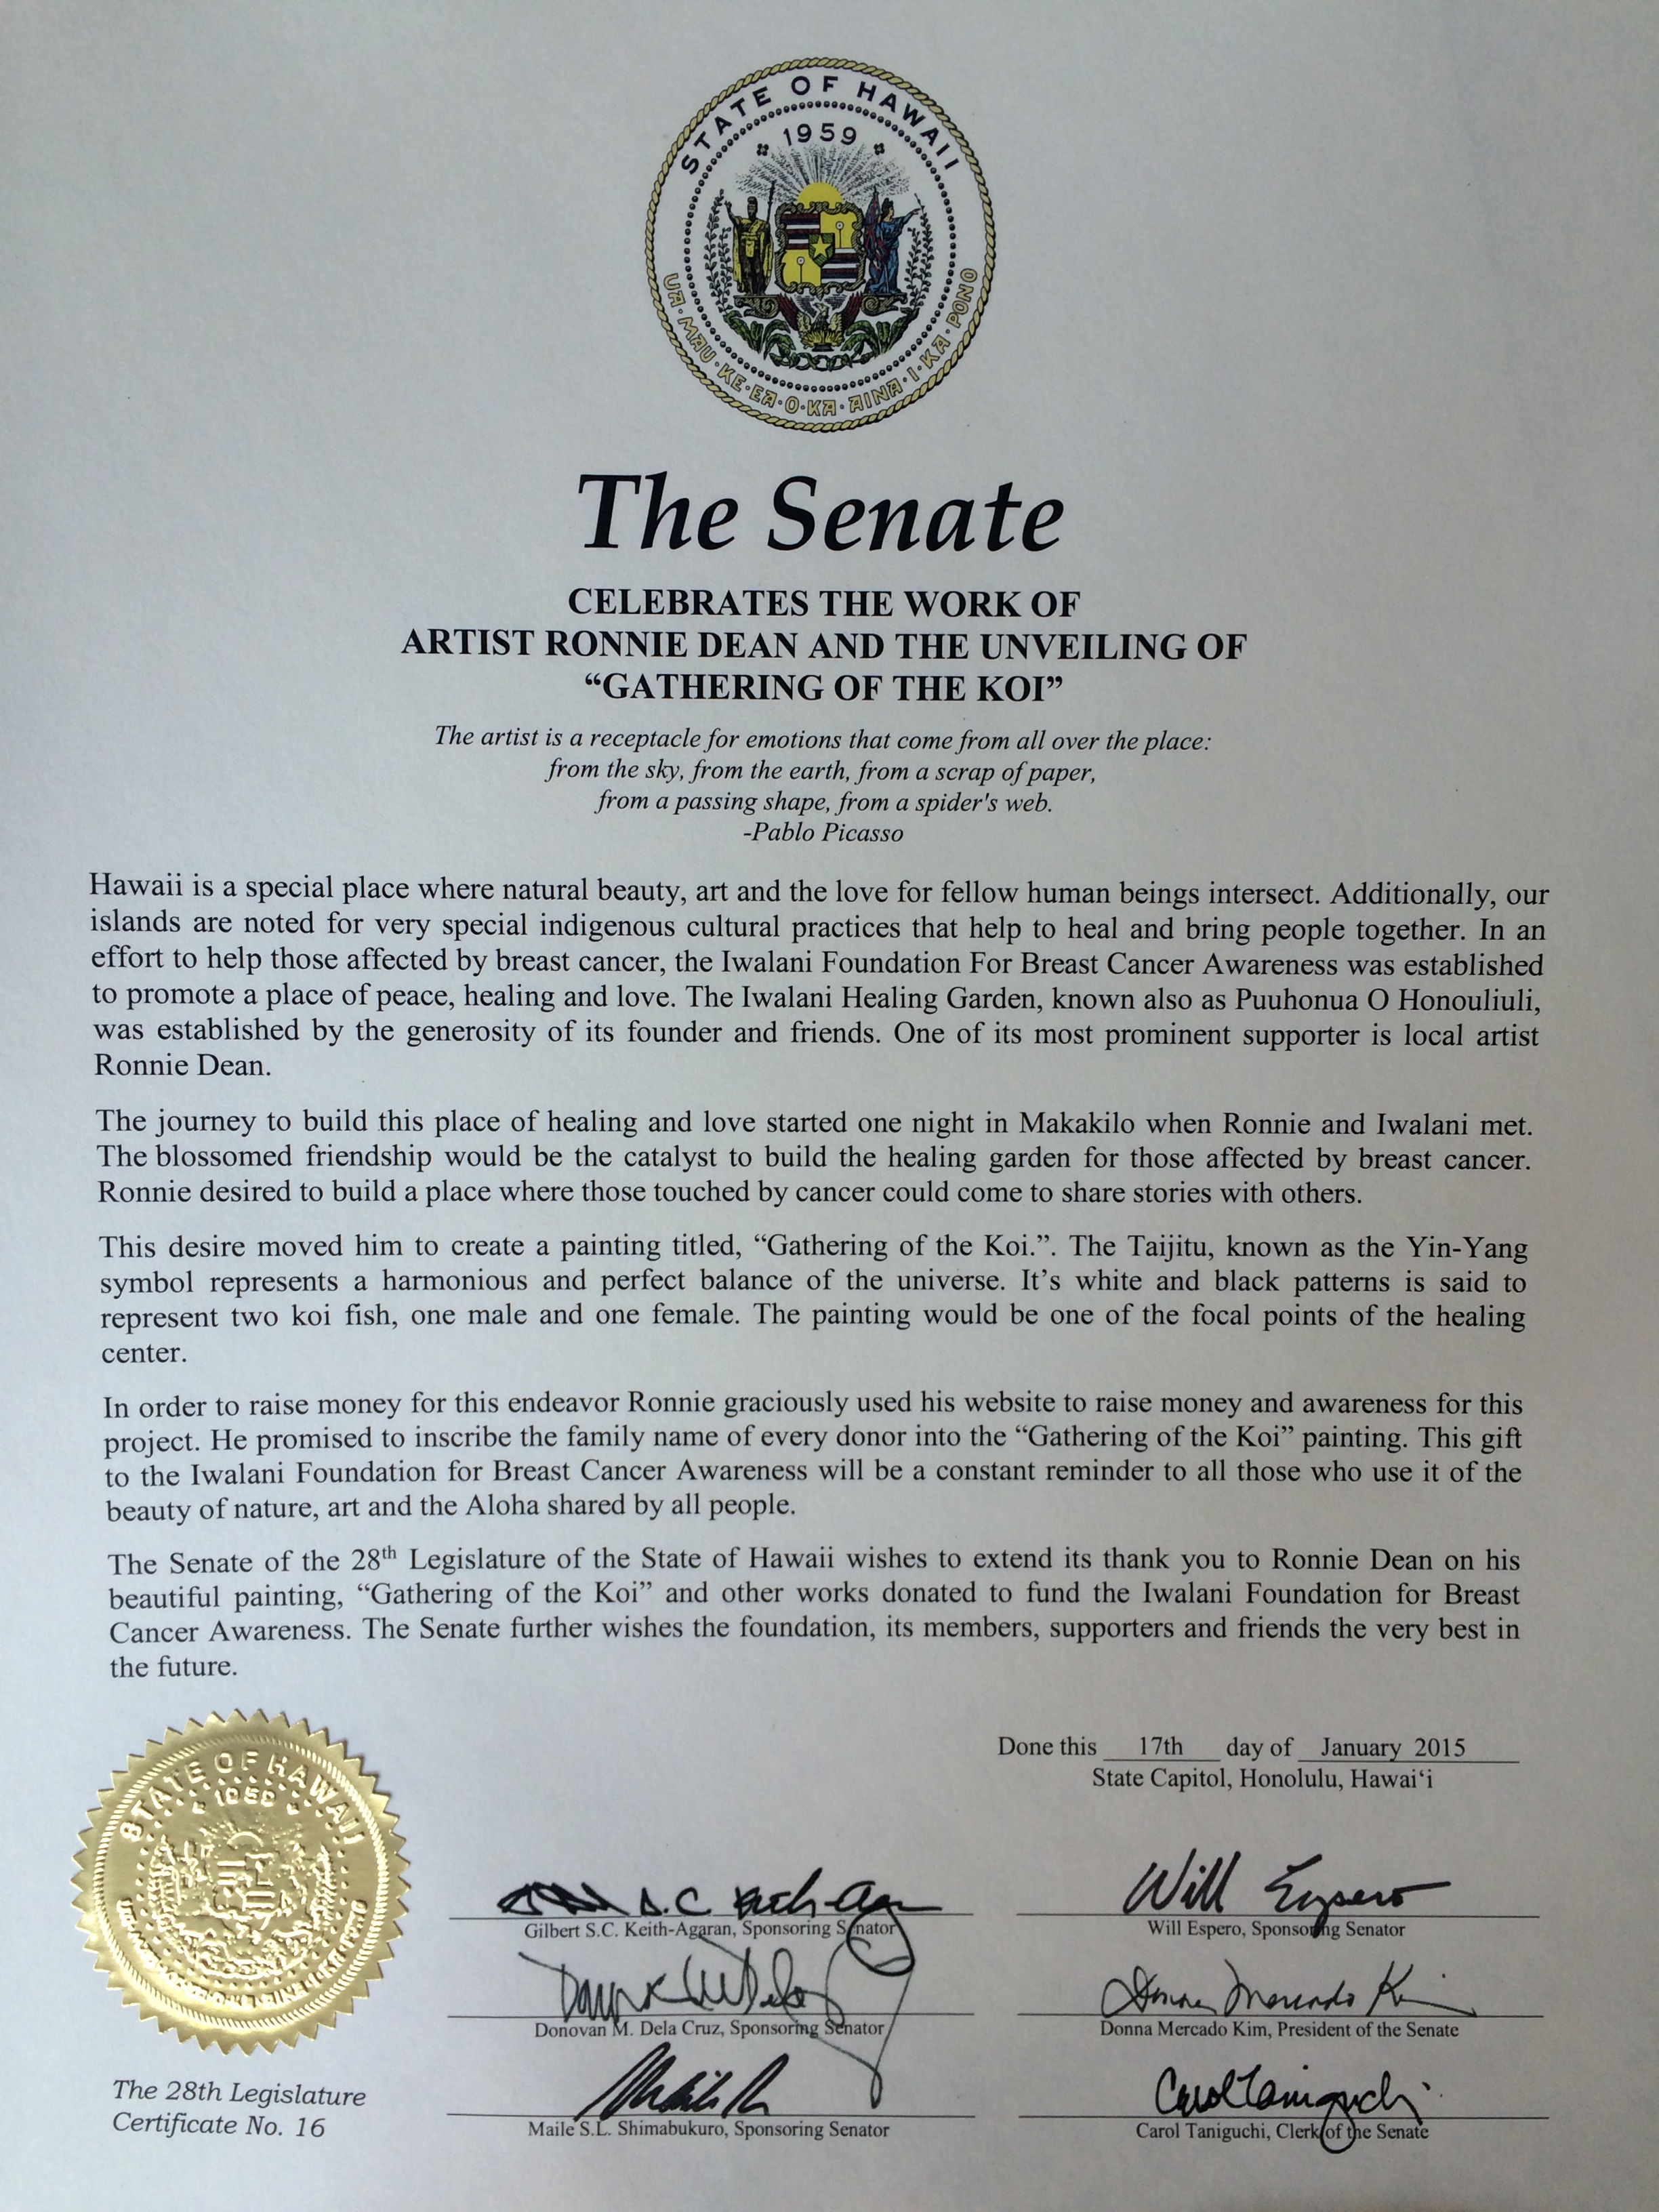 STATE OF HAWAII
1959
UA·MAU·KE·EA·O·KA·AINA·I·KA·PONO
The Senate
CELEBRATES THE WORK OF
ARTIST RONNIE DEAN AND THE UNVEILING OF
“GATHERING OF THE KOI”
The artist is a receptacle for emotions that come from all over the place:
from the sky, from the earth, from a scrap of paper,
from a passing shape, from a spider's web.
-Pablo Picasso
Hawaii is a special place where natural beauty, art and the love for fellow human beings intersect. Additionally, our
islands are noted for very special indigenous cultural practices that help to heal and bring people together. In an
effort to help those affected by breast cancer, the Iwalani Foundation For Breast Cancer Awareness was established
to promote a place of peace, healing and love. The Iwalani Healing Garden, known also as Puuhonua O Honouliuli,
was established by the generosity of its founder and friends. One of its most prominent supporter is local artist
Ronnie Dean.
The journey to build this place of healing and love started one night in Makakilo when Ronnie and Iwalani met.
The blossomed friendship would be the catalyst to build the healing garden for those affected by breast cancer.
Ronnie desired to build a place where those touched by cancer could come to share stories with others.
This desire moved him to create a painting titled, “Gathering of the Koi.”. The Taijitu, known as the Yin-Yang
symbol represents a harmonious and perfect balance of the universe. It’s white and black patterns is said to
represent two koi fish, one male and one female. The painting would be one of the focal points of the healing
center.
In order to raise money for this endeavor Ronnie graciously used his website to raise money and awareness for this
project. He promised to inscribe the family name of every donor into the “Gathering of the Koi” painting. This gift
to the Iwalani Foundation for Breast Cancer Awareness will be a constant reminder to all those who use it of the
beauty of nature, art and the Aloha shared by all people.
The Senate of the 28th Legislature of the State of Hawaii wishes to extend its thank you to Ronnie Dean on his
beautiful painting, “Gathering of the Koi” and other works donated to fund the Iwalani Foundation for Breast
Cancer Awareness. The Senate further wishes the foundation, its members, supporters and friends the very best in
the future.
Done this 17th day of January 2015
State Capitol, Honolulu, Hawai‘i
STATE OF HAWAII
1959
Will Espero
Gilbert S.C. Keith-Agaran, Sponsoring Senator
Will Espero, Sponsoring Senator
Donna Mercado Kim
Donovan M. Dela Cruz, Sponsoring Senator
Donna Mercado Kim, President of the Senate
Carol Taniguchi
Maile S.L. Shimabukuro, Sponsoring Senator
Carol Taniguchi, Clerk of the Senate
The 28th Legislature
Certificate No. 16